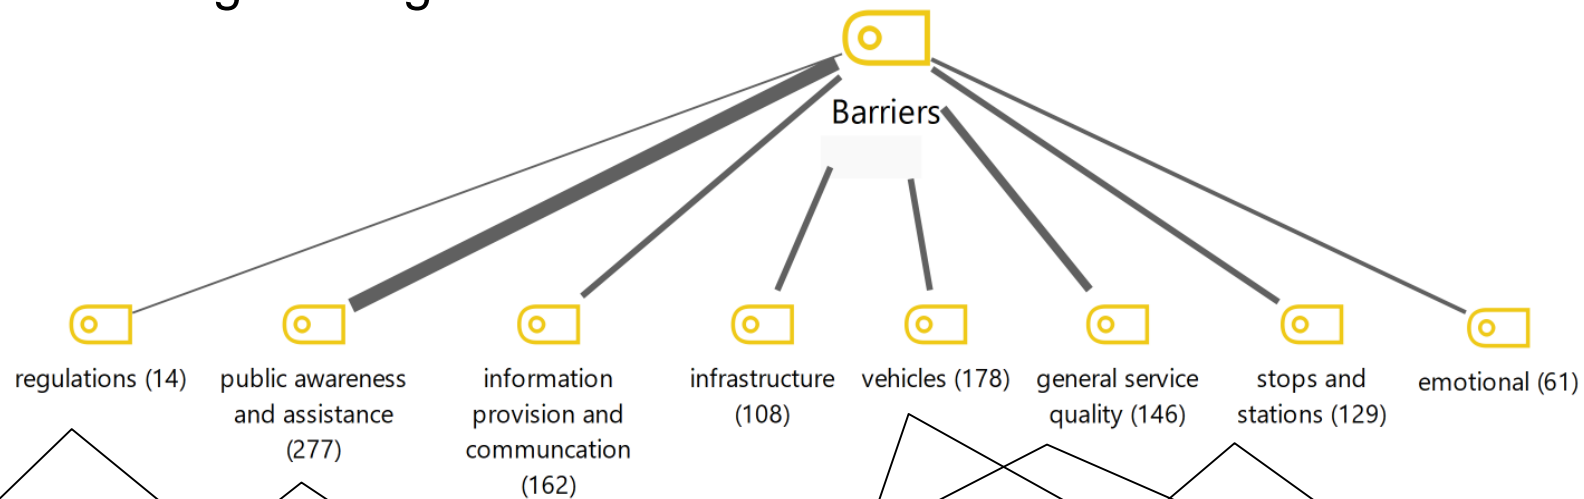 Barriers
regulations (14)
public awareness
and assistance
(277)
information
provision and
communcation
(162)
infrastructure
(108)
vehicles (178)
general service
quality (146)
stops and
stations (129)
emotional (61)